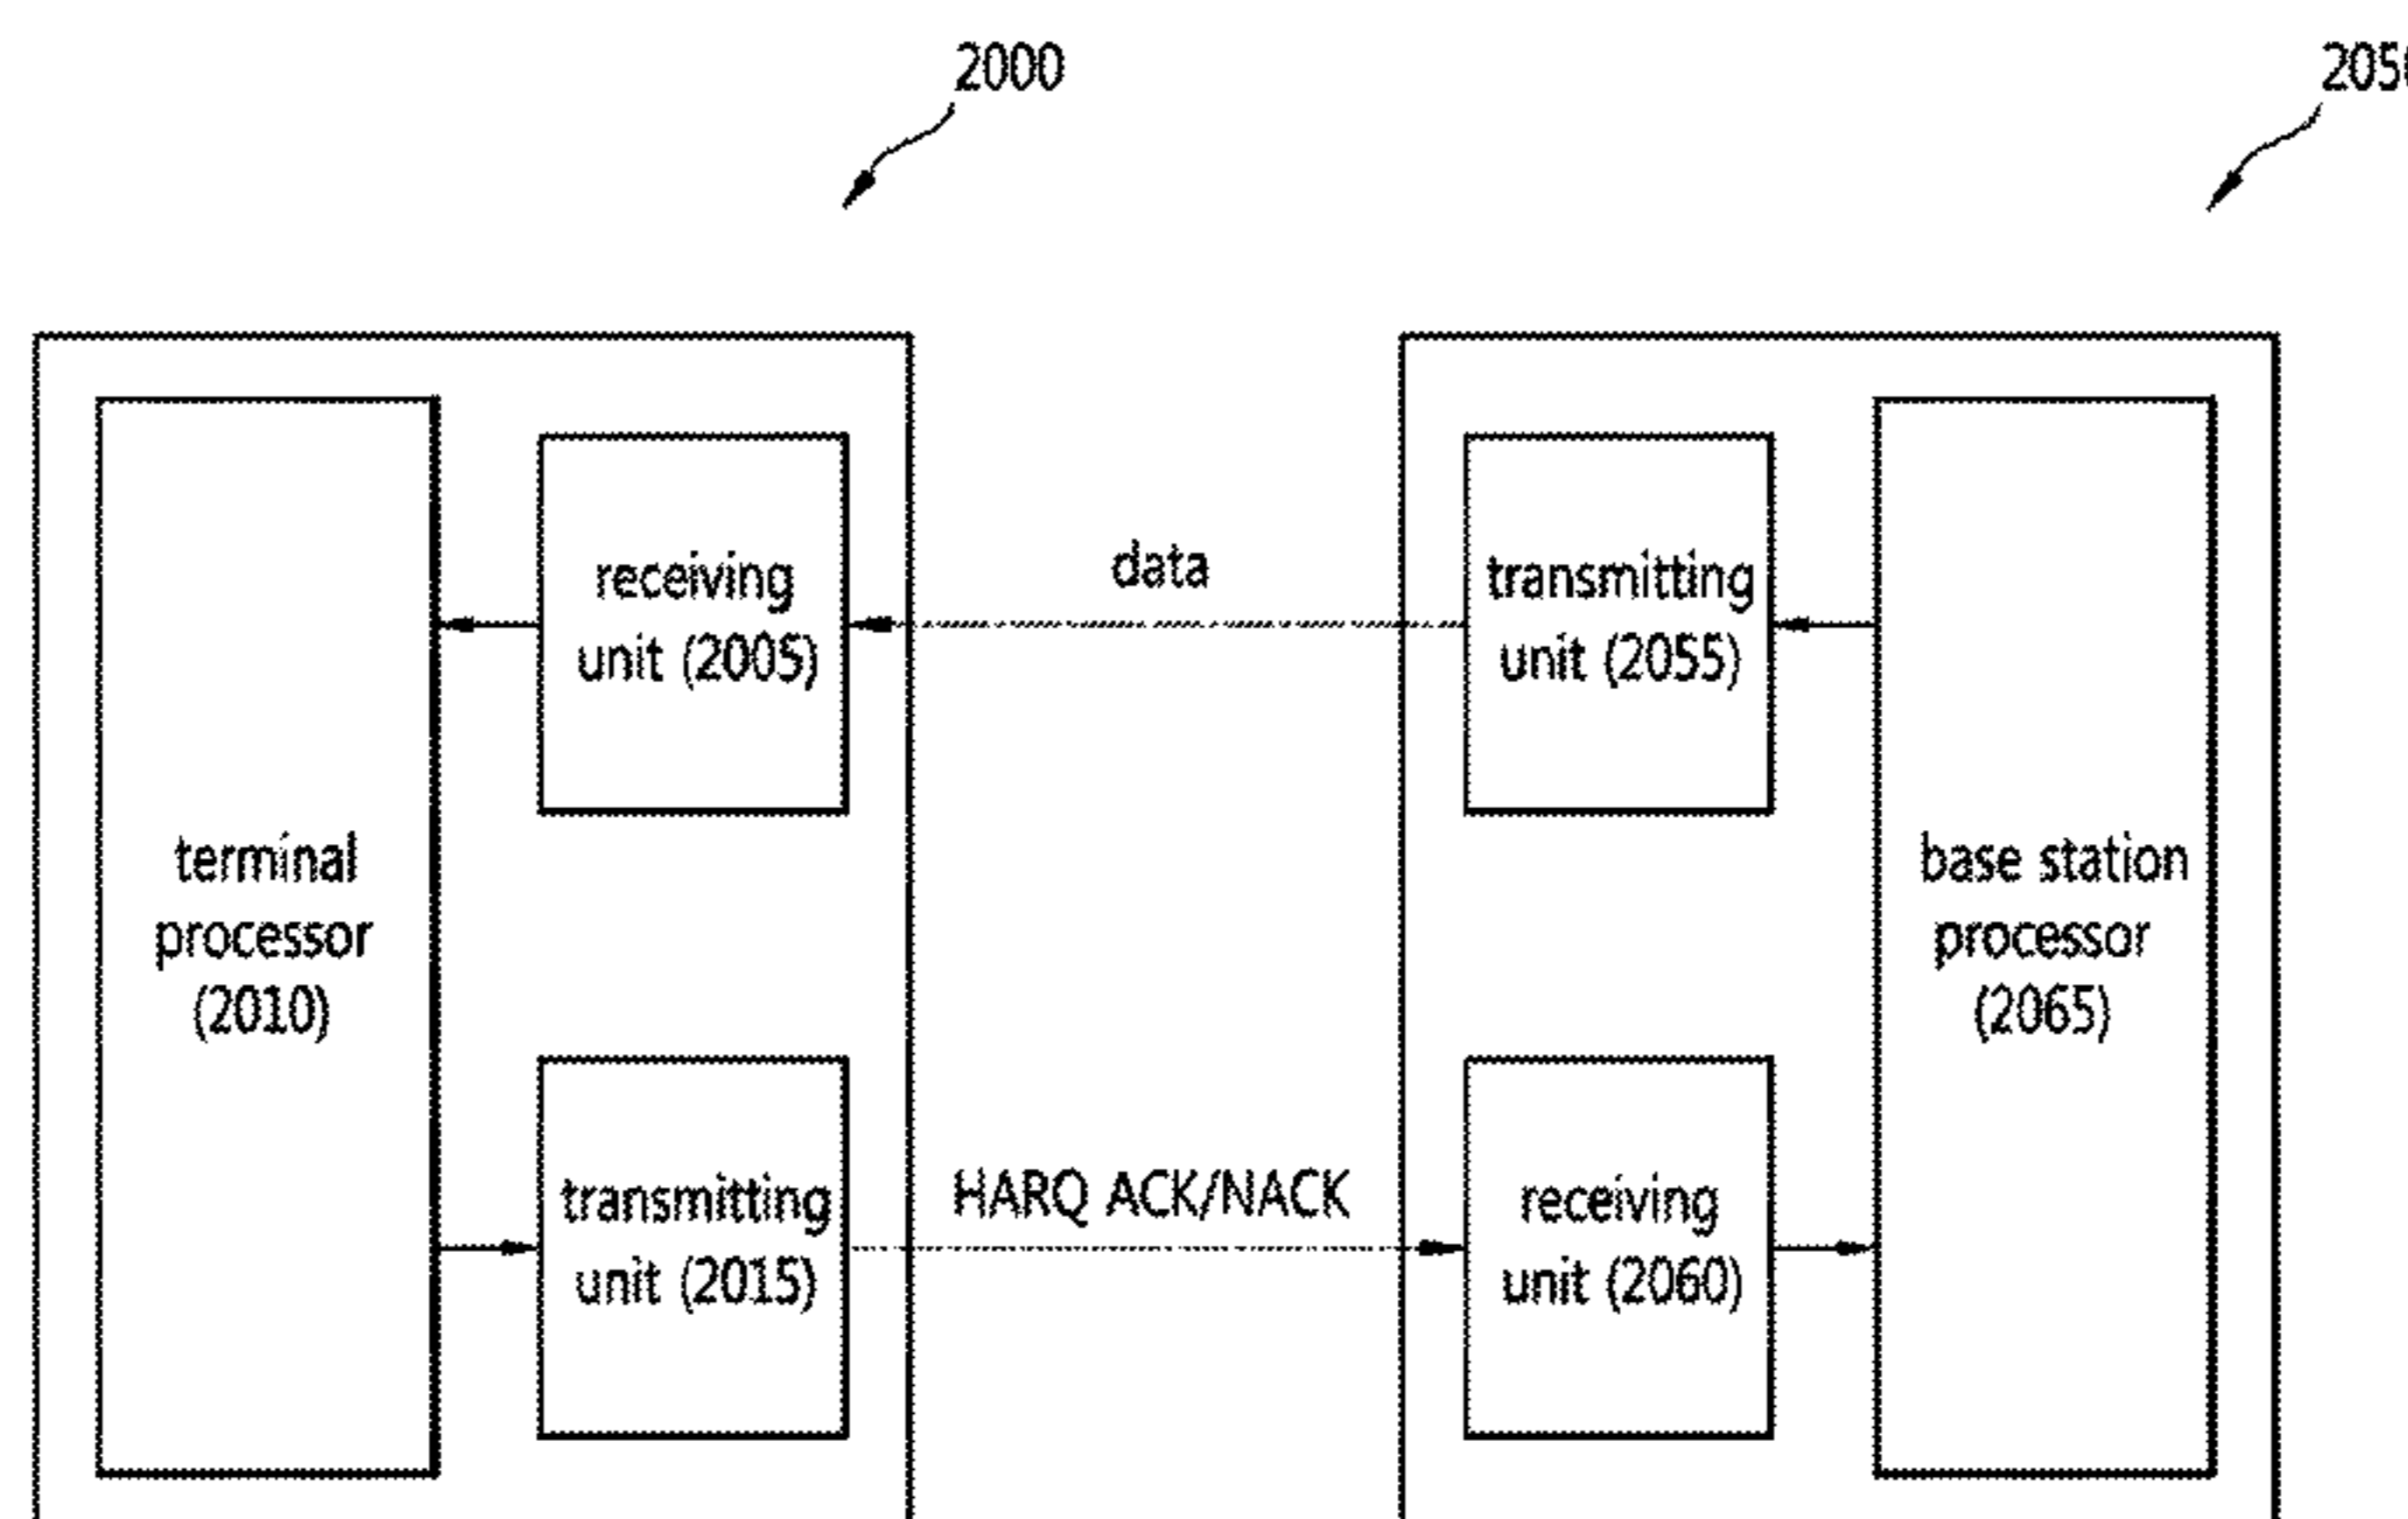 2000
205
receiving
unit (2005)
data
transmitting
unit (2055)
terminal
processor
(2010)
base station
processor
(2065)
transmitting
unit (2015)
HARQ ACK/NACK
receiving
unit (2060)